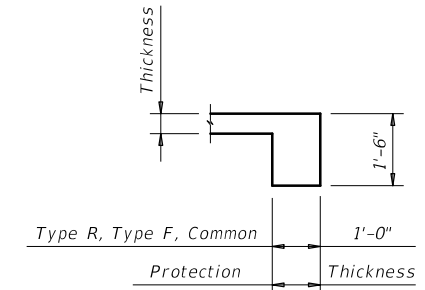 Thickness
1'-6"
Type R, Type F, Common 1'-0"
Protection Thickness